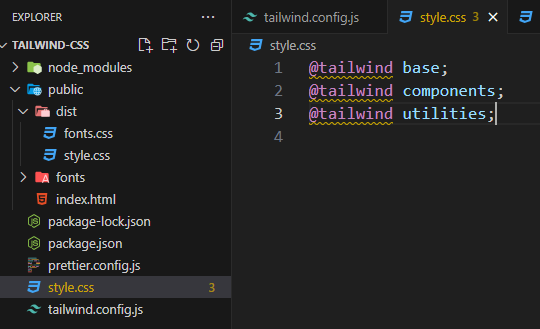 EXPLORER
TAILWIND-CSS
node_modules
public
dist
fonts.css
style.css
fonts
index.html
package-lock.json
package.json
prettier.config.js
style.css 3
tailwind.config.js
tailwind.config.js style.css 3
style.css
1 @tailwind base;
2 @tailwind components;
3 @tailwind utilities;
4